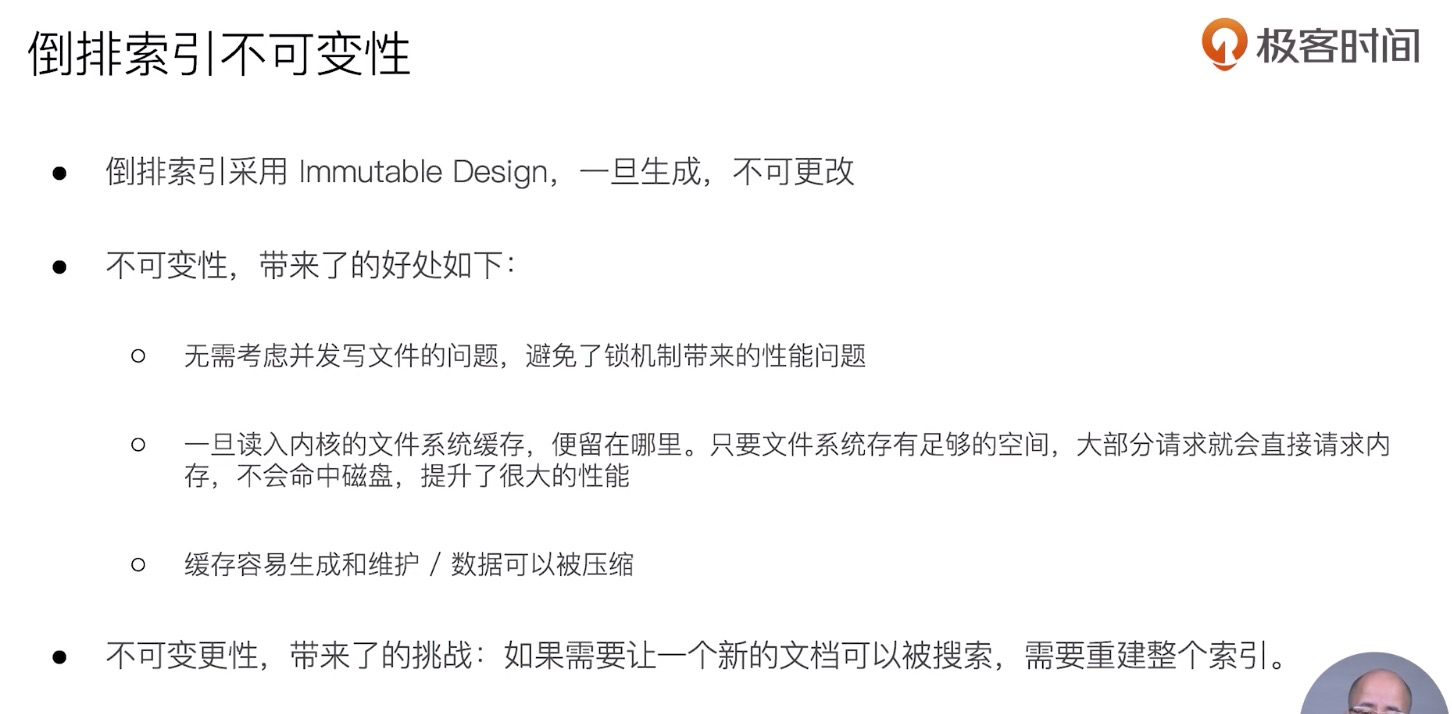 倒排索引不可变性
极客时间
● 倒排索引采用 Immutable Design，一旦生成，不可更改
● 不可变性，带来了的好处如下：
○ 无需考虑并发写文件的问题，避免了锁机制带来的性能问题
○ 一旦读入内核的文件系统缓存，便留在哪里。只要文件系统存有足够的空间，大部分请求就会直接请求内
存，不会命中磁盘，提升了很大的性能
○ 缓存容易生成和维护 / 数据可以被压缩
● 不可变更性，带来了的挑战：如果需要让一个新的文档可以被搜索，需要重建整个索引。